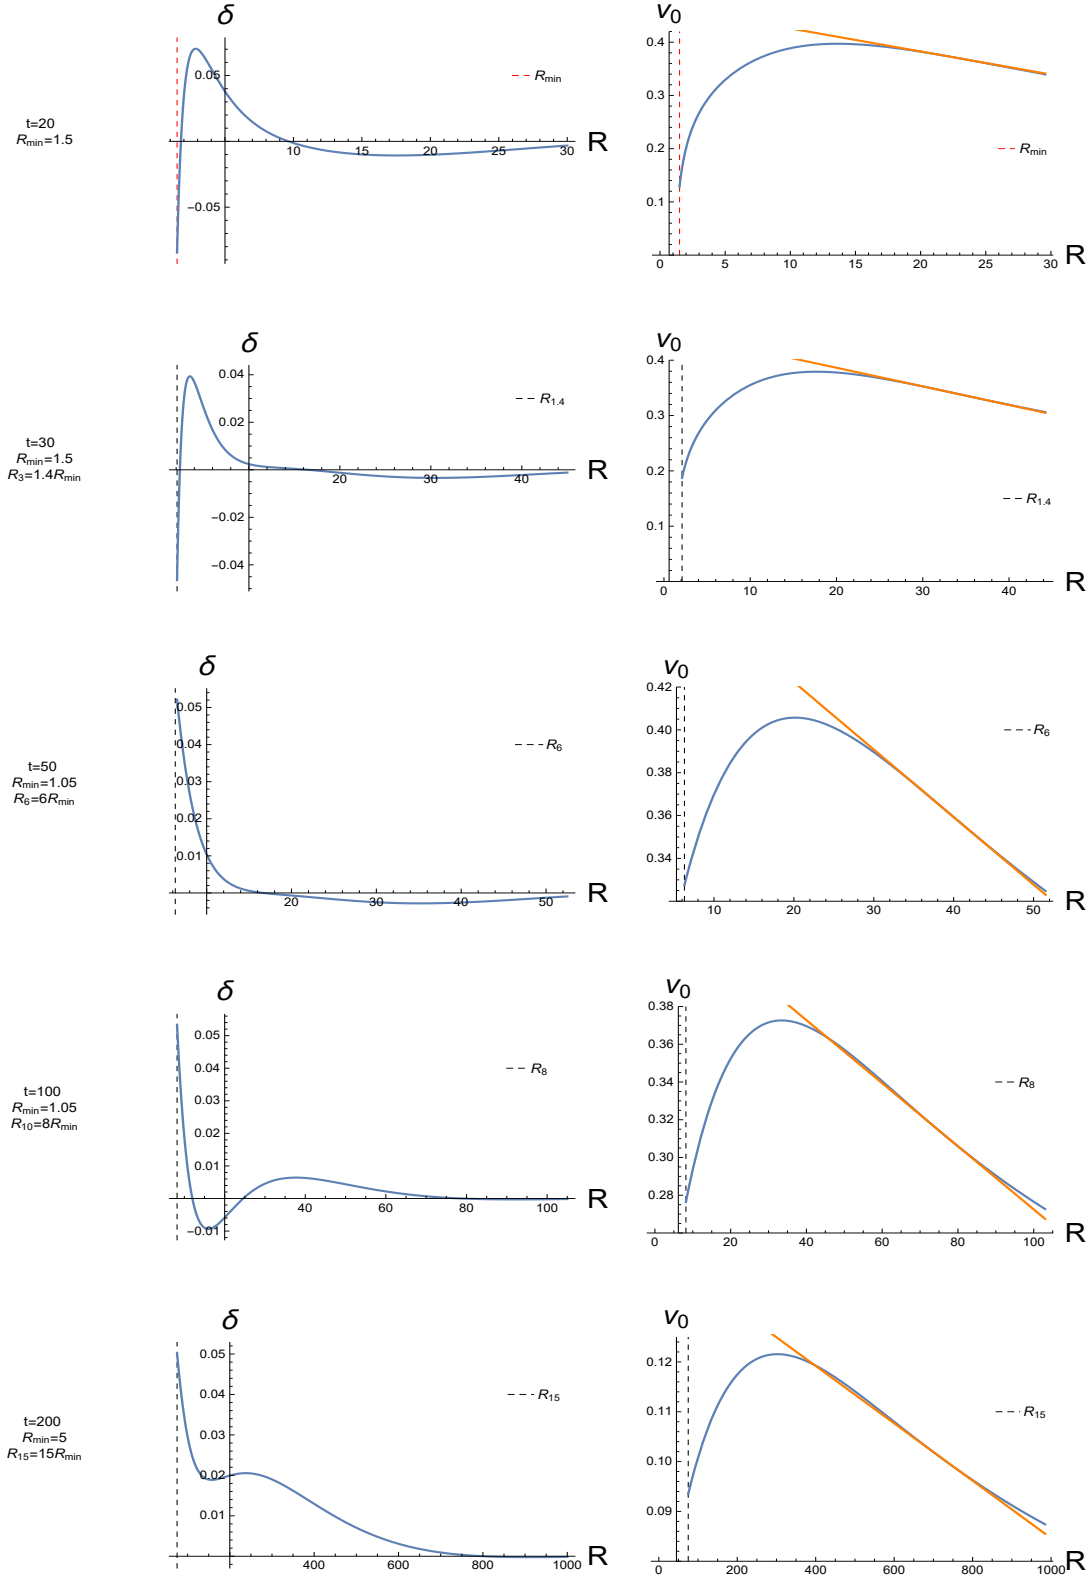 δ
v0
t=20
Rmin=1.5
0.05
-0.05
10
15
20
25
30
R
Rmin
0.4
0.3
0.2
0.1
0
5
10
15
20
25
30
R
Rmin
δ
v0
t=30
Rmin=1.5
R3=1.4Rmin
0.04
0.02
-0.02
-0.04
20
30
40
R
R1.4
0.4
0.3
0.2
0.1
0
10
20
30
40
R
R1.4
δ
v0
t=50
Rmin=1.05
R6=6Rmin
0.05
0.04
0.03
0.02
0.01
20
30
40
50
R
R6
0.42
0.40
0.38
0.36
0.34
10
20
30
40
50
R
R6
δ
v0
t=100
Rmin=1.05
R10=8Rmin
0.05
0.04
0.03
0.02
0.01
-0.01
40
60
80
100
R
R8
0.38
0.36
0.34
0.32
0.30
0.28
0
20
40
60
80
100
R
R8
δ
v0
t=200
Rmin=5
R15=15Rmin
0.05
0.04
0.03
0.02
0.01
400
600
800
1000
R
R15
0.12
0.11
0.10
0.09
0
200
400
600
800
1000
R
R15